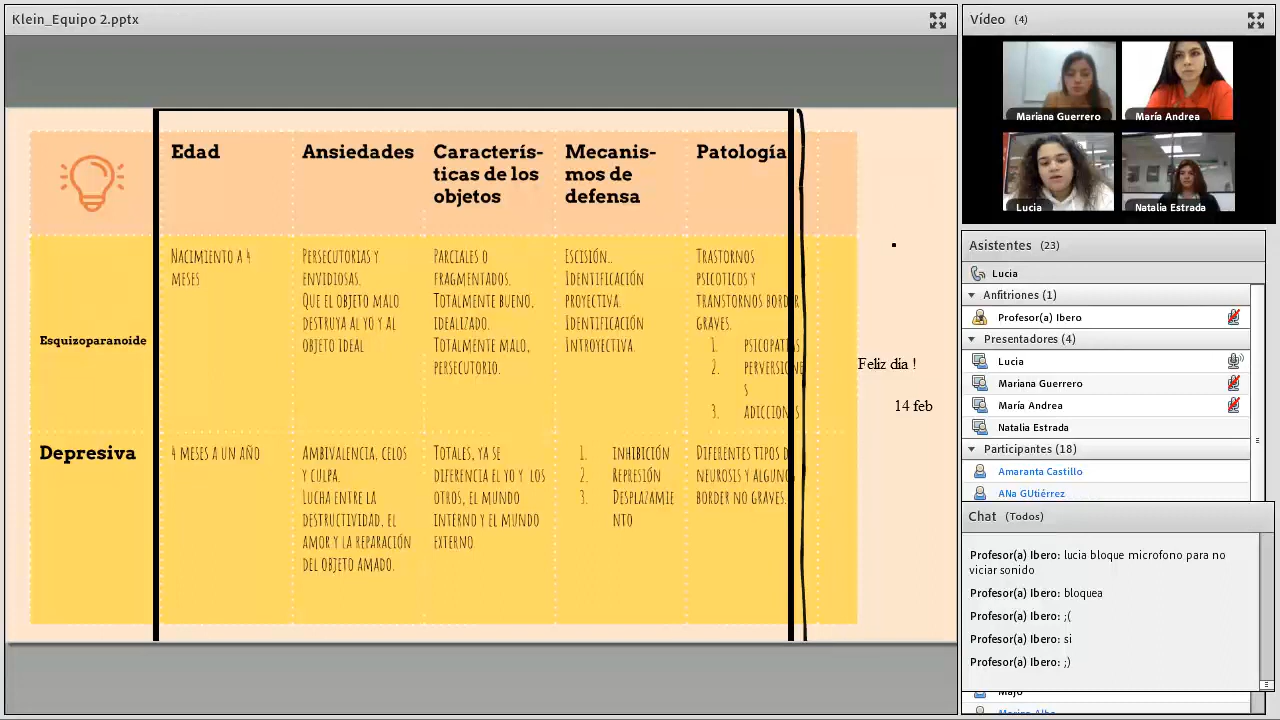 Klein_Equipo 2.pptx
Edad
Ansiedades
Caracterís-
ticas de los
objetos
Mecanis-
mos de
defensa
Patología
Esquizoparanoide
Nacimiento a 4
meses
Persecutorias y
envidiosas.
Que el objeto malo
destruya al yo y al
objeto ideal
Parciales o
fragmentados.
Totalmente bueno,
idealizado.
Totalmente malo,
persecutorio.
Escisión..
Identificación
proyectiva.
Identificación
introyectiva.
Trastornos
psicoticos y
transtornos border
graves.
1. psicopatias
2. perversione
s
3. adicciones
Depresiva
4 meses a un año
Ambivalencia, celos
y culpa.
Lucha entre la
destructividad, el
amor y la reparación
del objeto amado.
Totales, ya se
diferencia el yo y los
otros, el mundo
interno y el mundo
externo
1. inhibición
2. Represión
3. Desplazamie
nto
Diferentes tipos de
neurosis y algunos
border no graves.
Feliz dia !
14 feb
Vídeo (4)
Mariana Guerrero
María Andrea
Lucia
Natalia Estrada
Asistentes (23)
Lucia
Anfitriones (1)
Profesor(a) Ibero
Presentadores (4)
Lucia
Mariana Guerrero
María Andrea
Natalia Estrada
Participantes (18)
Amaranta Castillo
ANa GUtiérrez
Chat (Todos)
Profesor(a) Ibero: lucia bloque microfono para no
viciar sonido
Profesor(a) Ibero: bloquea
Profesor(a) Ibero: ;(
Profesor(a) Ibero: si
Profesor(a) Ibero: ;)
Majo